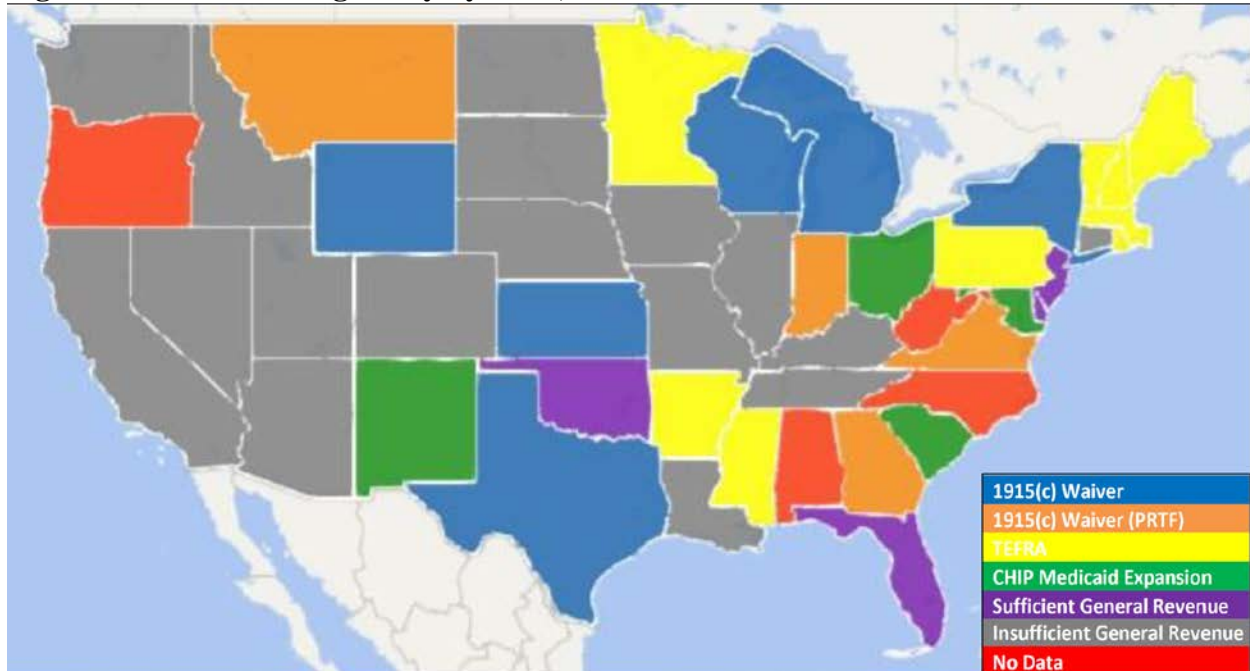 1915(c) Waiver
1915(c) Waiver (PRTF)
TEFRA
CHIP Medicaid Expansion
Sufficient General Revenue
Insufficient General Revenue
No Data